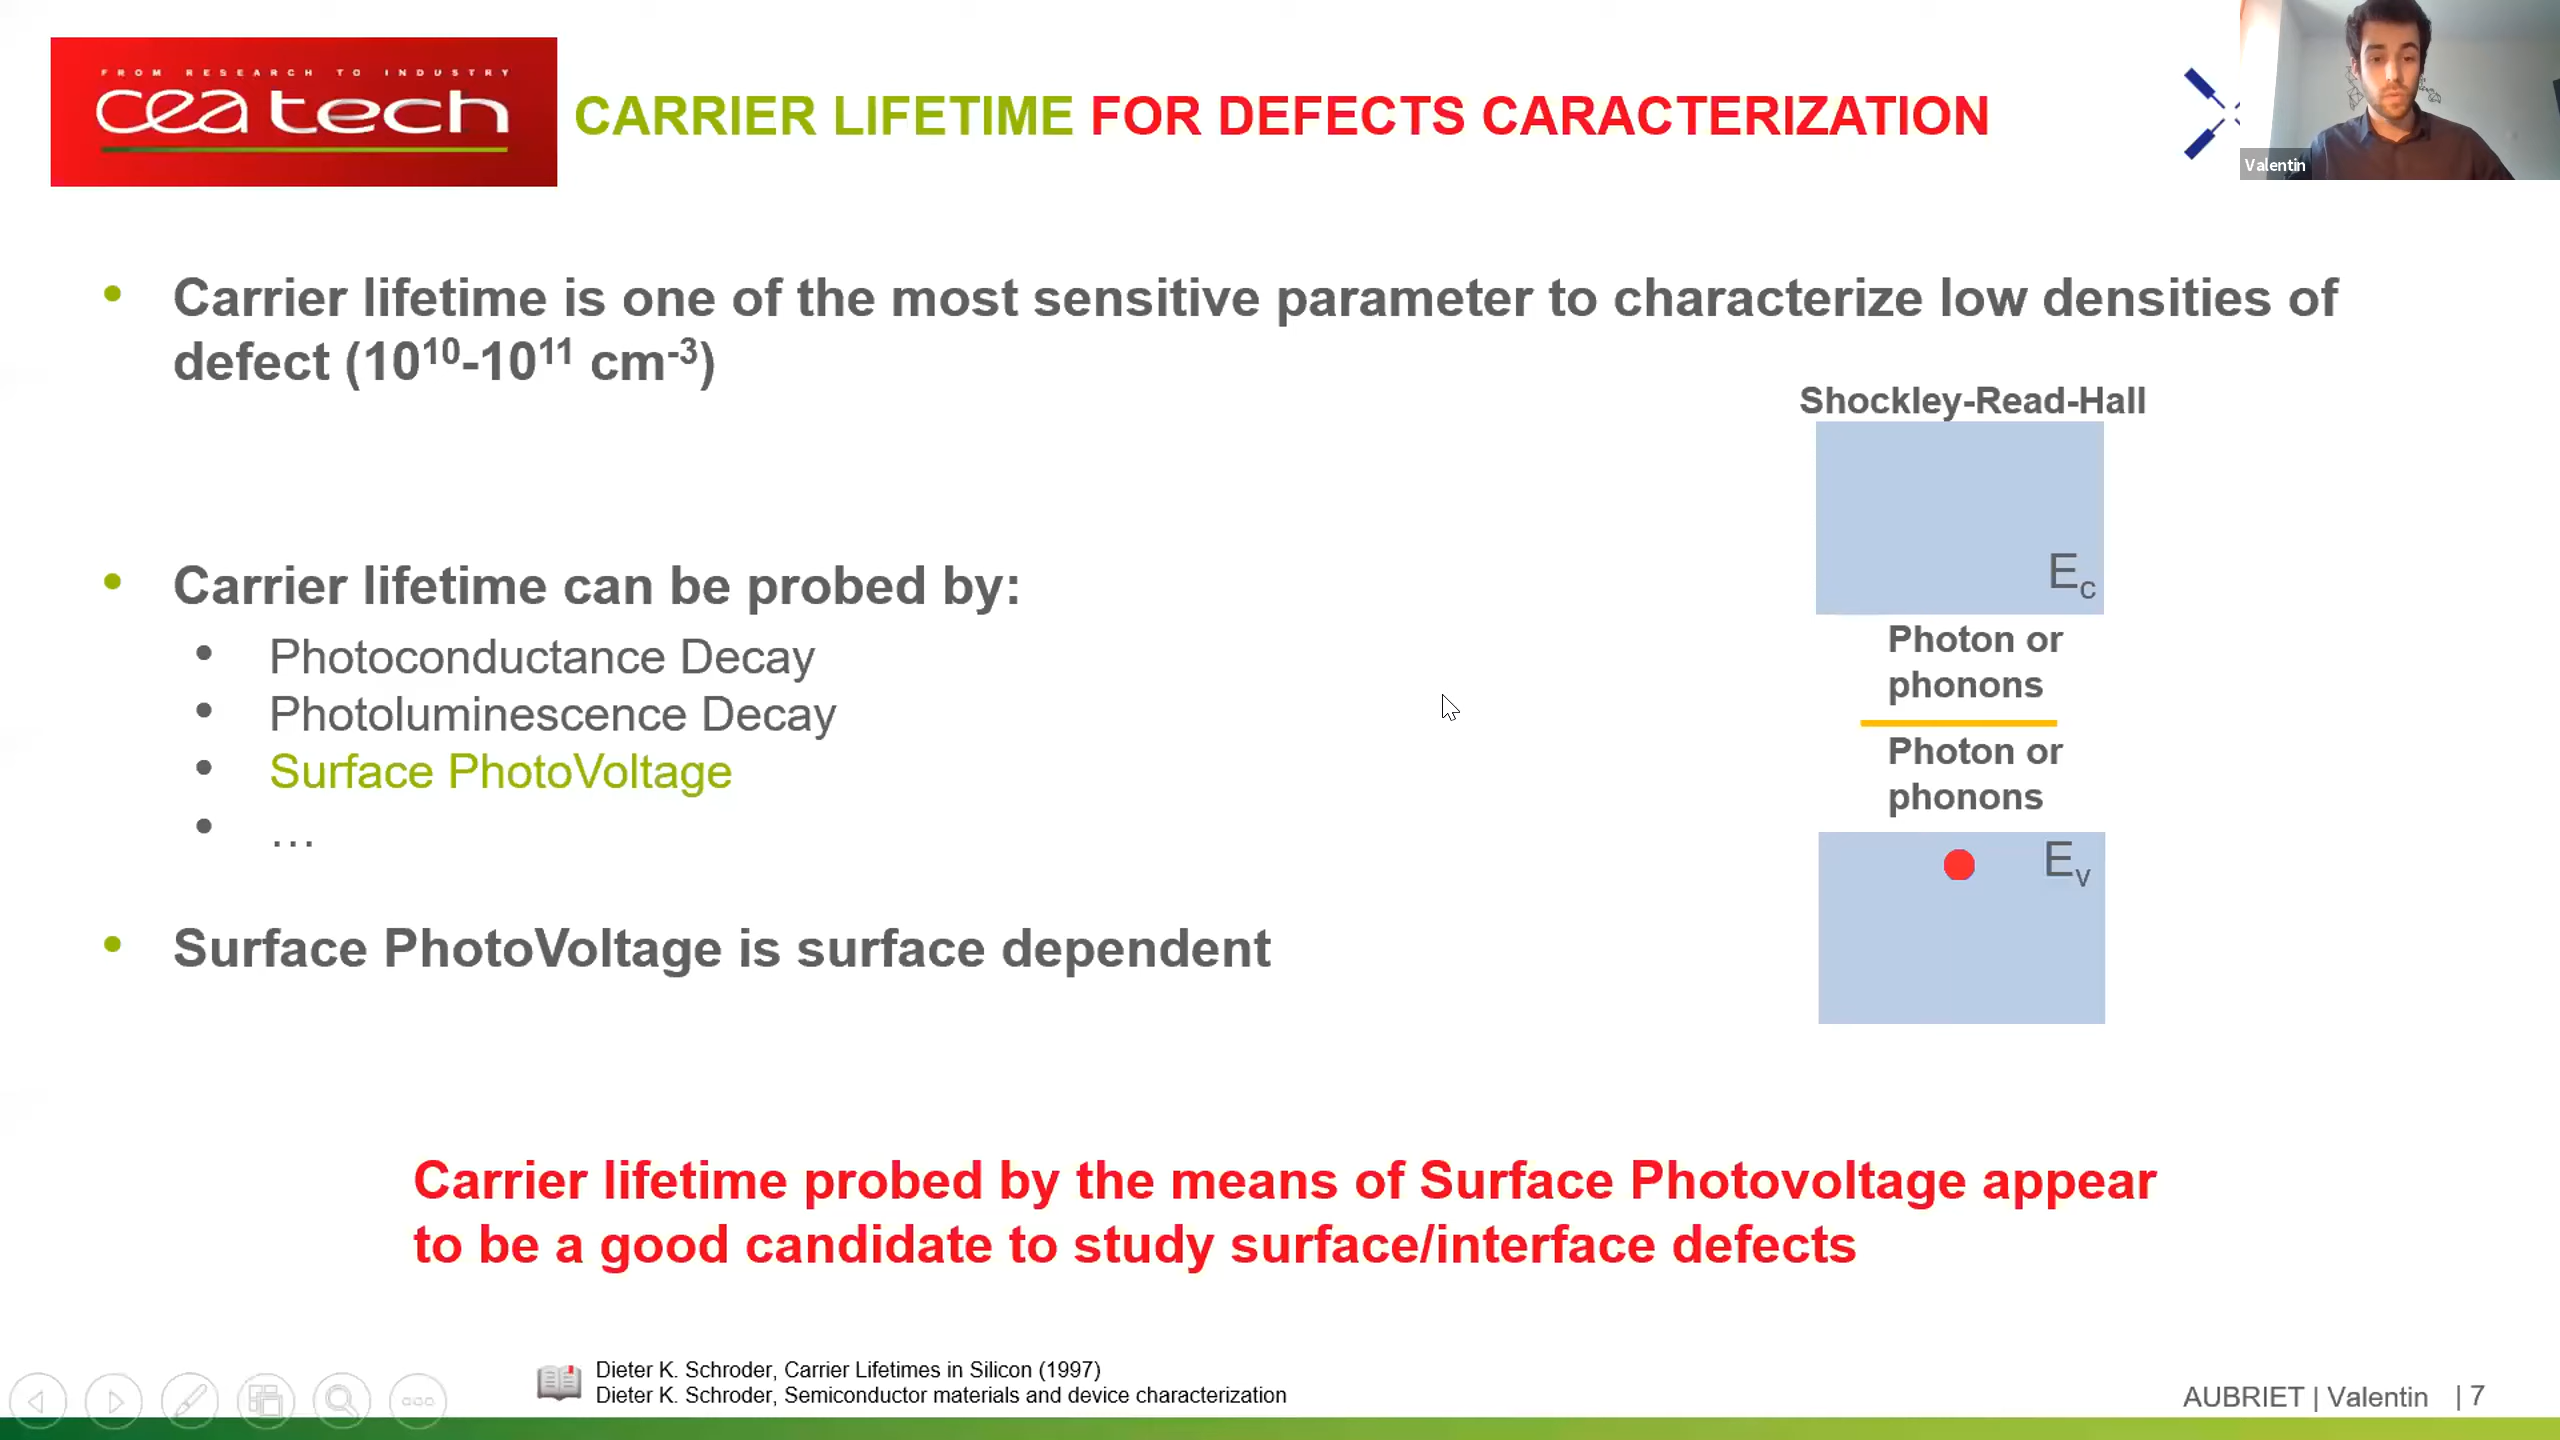 FROM RESEARCH TO INDUSTRY
cea tech
CARRIER LIFETIME FOR DEFECTS CARACTERIZATION
Valentin
• Carrier lifetime is one of the most sensitive parameter to characterize low densities of
defect (10¹⁰-10¹¹ cm⁻³)
Shockley-Read-Hall
Ec
Photon or
phonons
Photon or
phonons
Ev
• Carrier lifetime can be probed by:
• Photoconductance Decay
• Photoluminescence Decay
• Surface PhotoVoltage
• …
• Surface PhotoVoltage is surface dependent
Carrier lifetime probed by the means of Surface Photovoltage appear
to be a good candidate to study surface/interface defects
Dieter K. Schroder, Carrier Lifetimes in Silicon (1997)
Dieter K. Schroder, Semiconductor materials and device characterization
AUBRIET | Valentin | 7